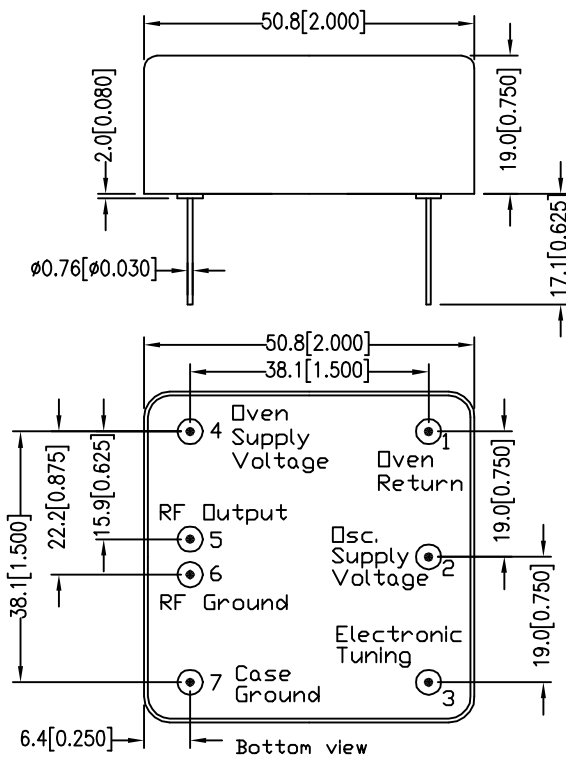 50.8[2.000]
2.0[0.080]
19.0[0.750]
17.1[0.625]
ø0.76[ø0.030]
50.8[2.000]
38.1[1.500]
4 Oven
Supply
Voltage
1
Oven
Return
38.1[1.500]
22.2[0.875]
15.9[0.625]
19.0[0.750]
RF Output
5
6
RF Ground
Osc.
Supply
Voltage 2
Electronic
Tuning
3
19.0[0.750]
7 Case
Ground
6.4[0.250]
Bottom view